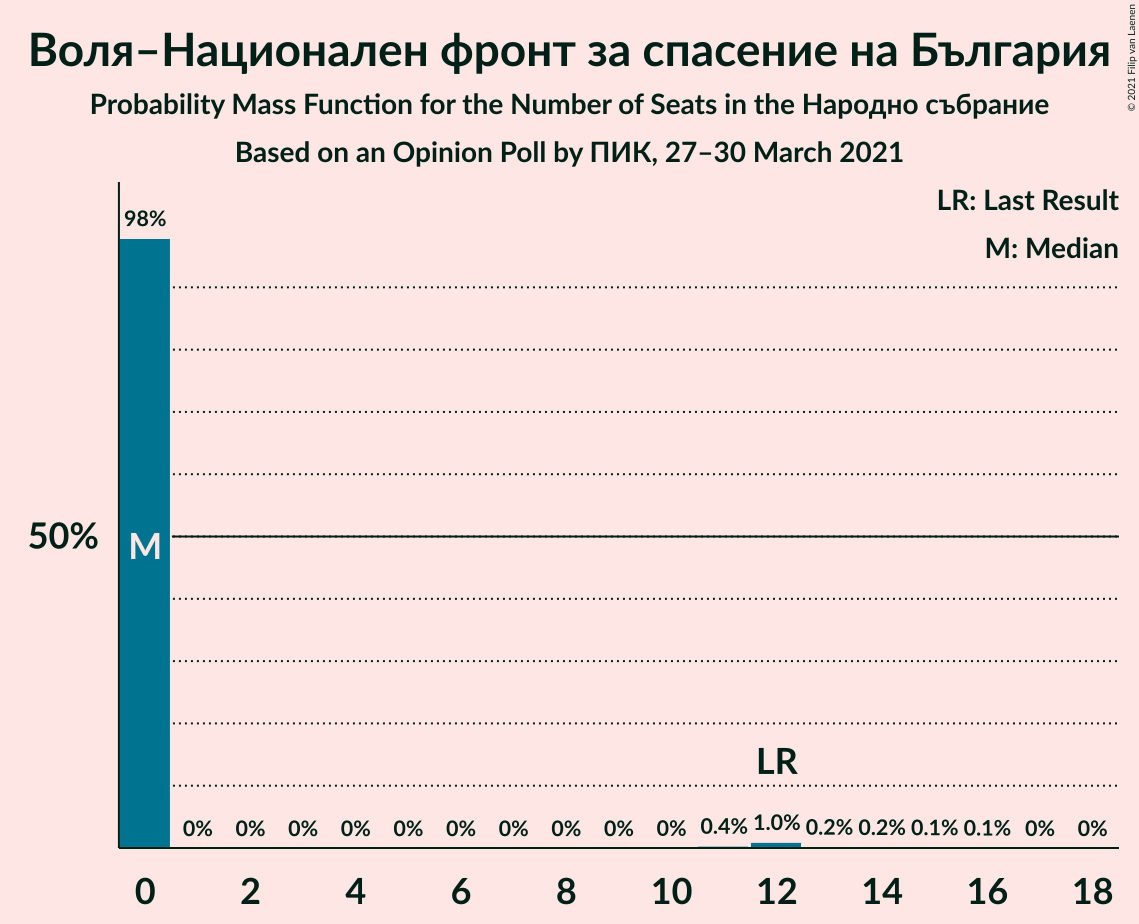 Воля–Национален фронт за спасение на България
Probability Mass Function for the Number of Seats in the Народно събрание
Based on an Opinion Poll by ПИК, 27–30 March 2021
© 2021 Filip van Laenen
LR: Last Result
M: Median
98%
50%
M
LR
0% 0% 0% 0% 0% 0% 0% 0% 0% 0% 0.4% 1.0% 0.2% 0.2% 0.1% 0.1% 0% 0%
0 2 4 6 8 10 12 14 16 18